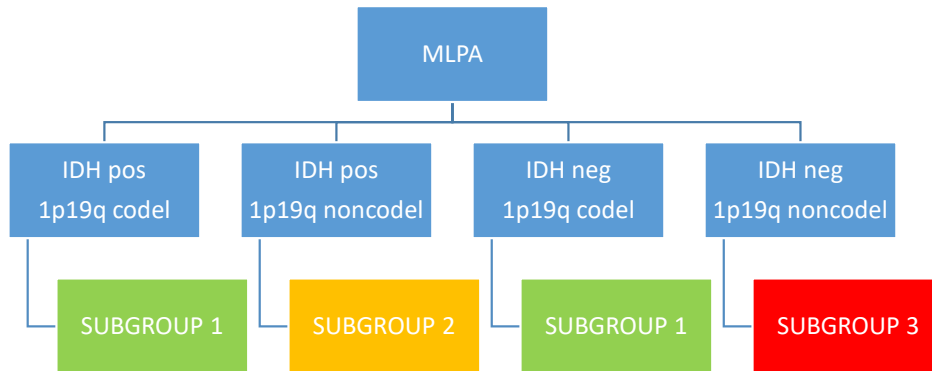 MLPA
IDH pos
1p19q codel
IDH pos
1p19q noncodel
IDH neg
1p19q codel
IDH neg
1p19q noncodel
SUBGROUP 1
SUBGROUP 2
SUBGROUP 1
SUBGROUP 3